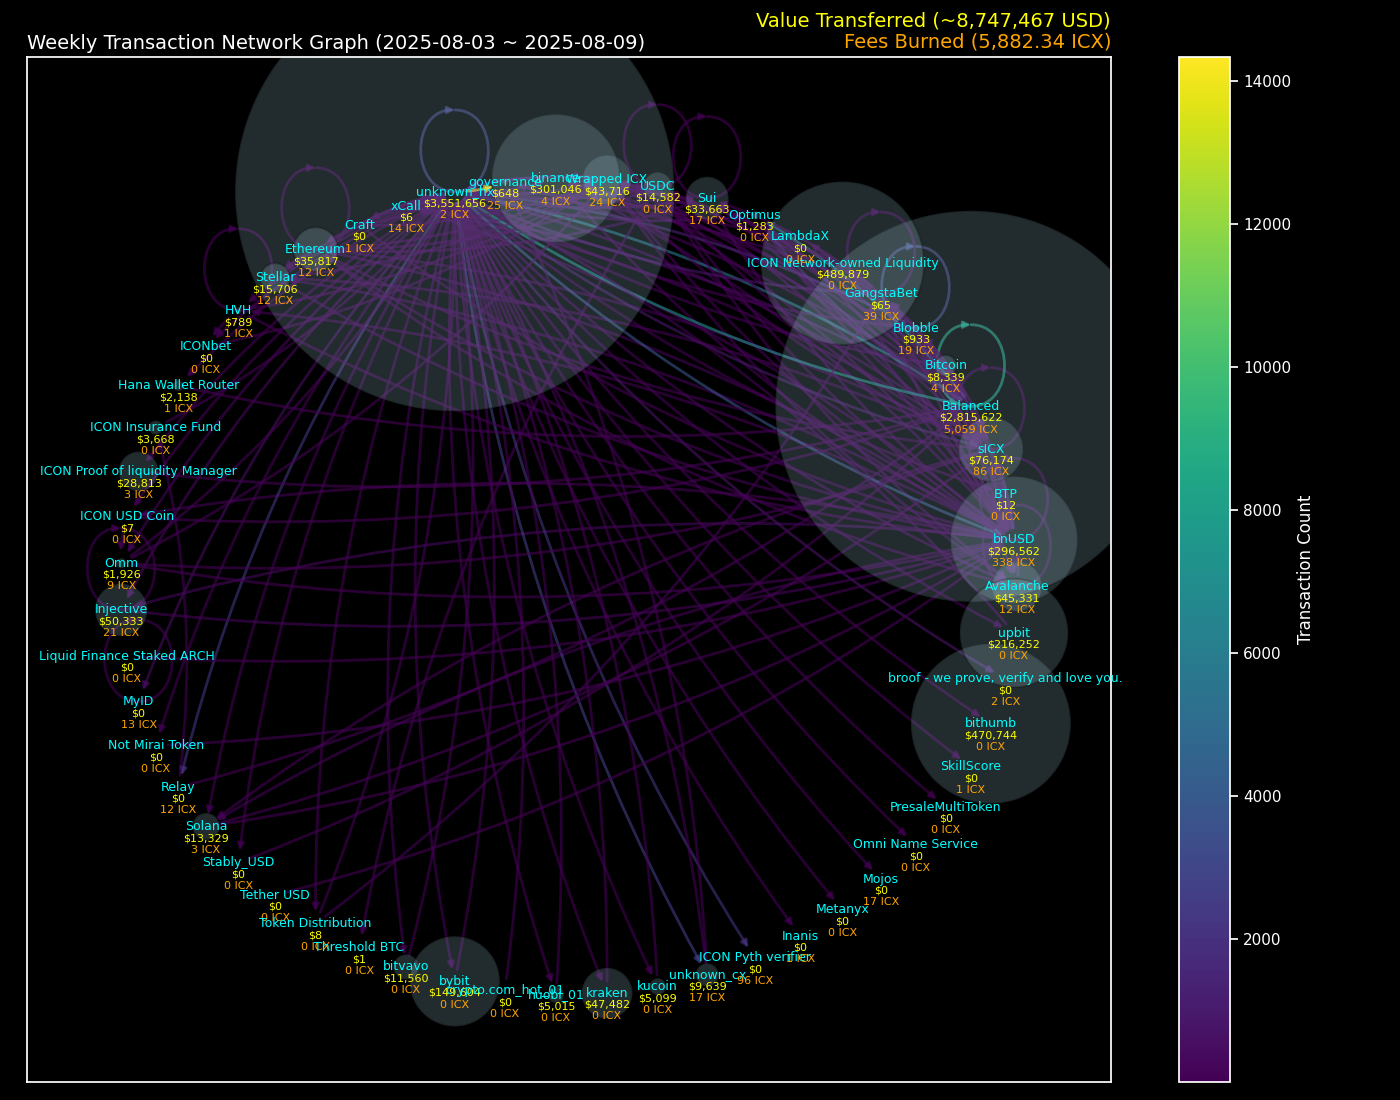 Value Transferred (~8,747,467 USD)
Weekly Transaction Network Graph (2025-08-03 ~ 2025-08-09)
Fees Burned (5,882.34 ICX)
unknown_hx
$3,551,656
2 ICX
governance
$648
25 ICX
binance
$301,046
4 ICX
Wrapped ICX
$43,716
24 ICX
USDC
$14,582
0 ICX
Sui
$33,663
17 ICX
Optimus
$1,283
0 ICX
LambdaX
$0
0 ICX
ICON Network-owned Liquidity
$489,879
0 ICX
GangstaBet
$65
39 ICX
Blobble
$933
19 ICX
Bitcoin
$8,339
4 ICX
Balanced
$2,815,622
5,059 ICX
sICX
$76,174
86 ICX
BTP
$12
0 ICX
bnUSD
$296,562
338 ICX
Avalanche
$45,331
12 ICX
upbit
$216,252
0 ICX
broof - we prove, verify and love you.
$0
2 ICX
bithumb
$470,744
0 ICX
SkillScore
$0
1 ICX
PresaleMultiToken
$0
0 ICX
Omni Name Service
$0
0 ICX
Mojos
$0
17 ICX
Metanyx
$0
0 ICX
Inanis
$0
ICX
ICON Pyth verifier
$0
96 ICX
unknown_cx
$9,639
17 ICX
kucoin
$5,099
0 ICX
kraken
$47,482
0 ICX
huobi_01
$5,015
0 ICX
crypto.com_hot_01
$0
0 ICX
bybit
$149,604
0 ICX
bitvavo
$11,560
0 ICX
Threshold BTC
$1
0 ICX
Token Distribution
$8
0 ICX
Tether USD
$0
0 ICX
Stably_USD
$0
0 ICX
Solana
$13,329
3 ICX
Relay
$0
12 ICX
Not Mirai Token
$0
0 ICX
MyID
$0
13 ICX
Liquid Finance Staked ARCH
$0
0 ICX
Injective
$50,333
21 ICX
Omm
$1,926
9 ICX
ICON USD Coin
$7
0 ICX
ICON Proof of liquidity Manager
$28,813
3 ICX
ICON Insurance Fund
$3,668
0 ICX
Hana Wallet Router
$2,138
1 ICX
ICONbet
$0
0 ICX
HVH
$789
1 ICX
Stellar
$15,706
12 ICX
Ethereum
$35,817
12 ICX
Craft
$0
1 ICX
xCall
$6
14 ICX
14000
12000
10000
8000
6000
4000
2000
Transaction Count